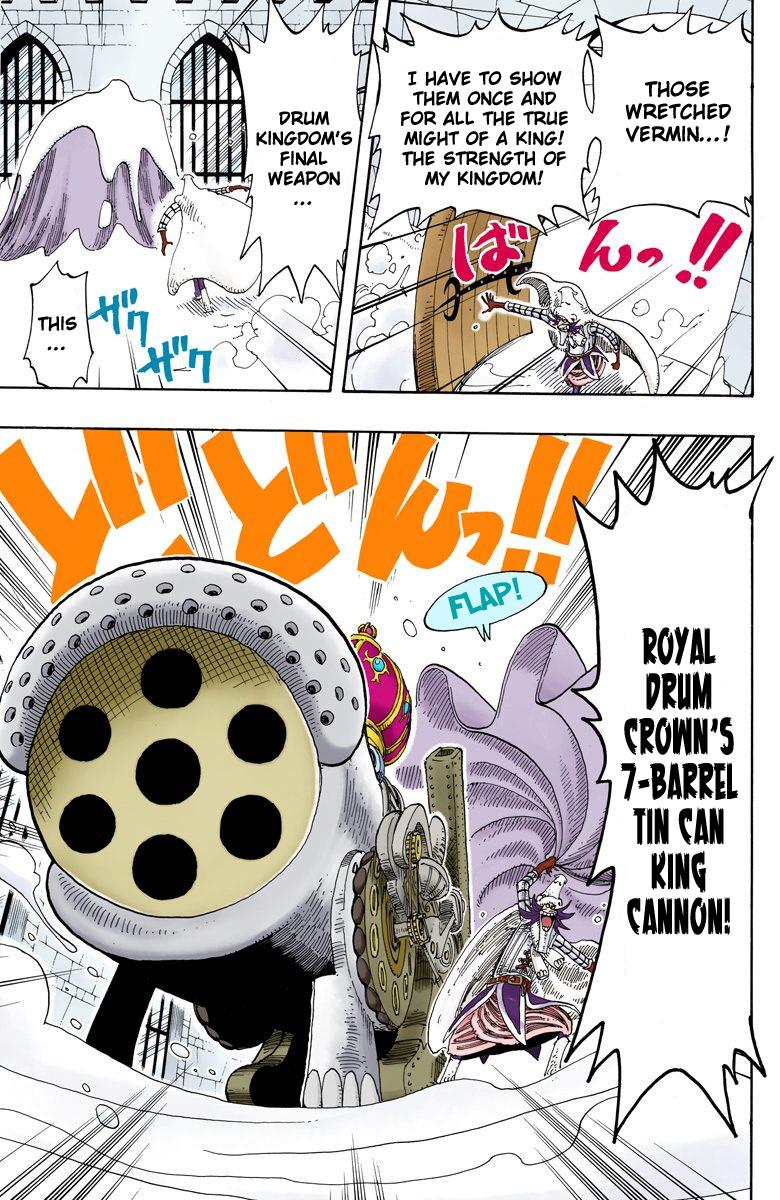 THOSE
WRETCHED
VERMIN...!
I HAVE TO SHOW
THEM ONCE AND
FOR ALL THE TRUE
MIGHT OF A KING!
THE STRENGTH OF
MY KINGDOM!
ばんっ!!
DRUM
KINGDOM'S
FINAL
WEAPON
...
THIS
...
ザク
ザク
ROYAL
DRUM
CROWN'S
7-BARREL
TIN CAN
KING
CANNON!
どどんっ!!
FLAP!